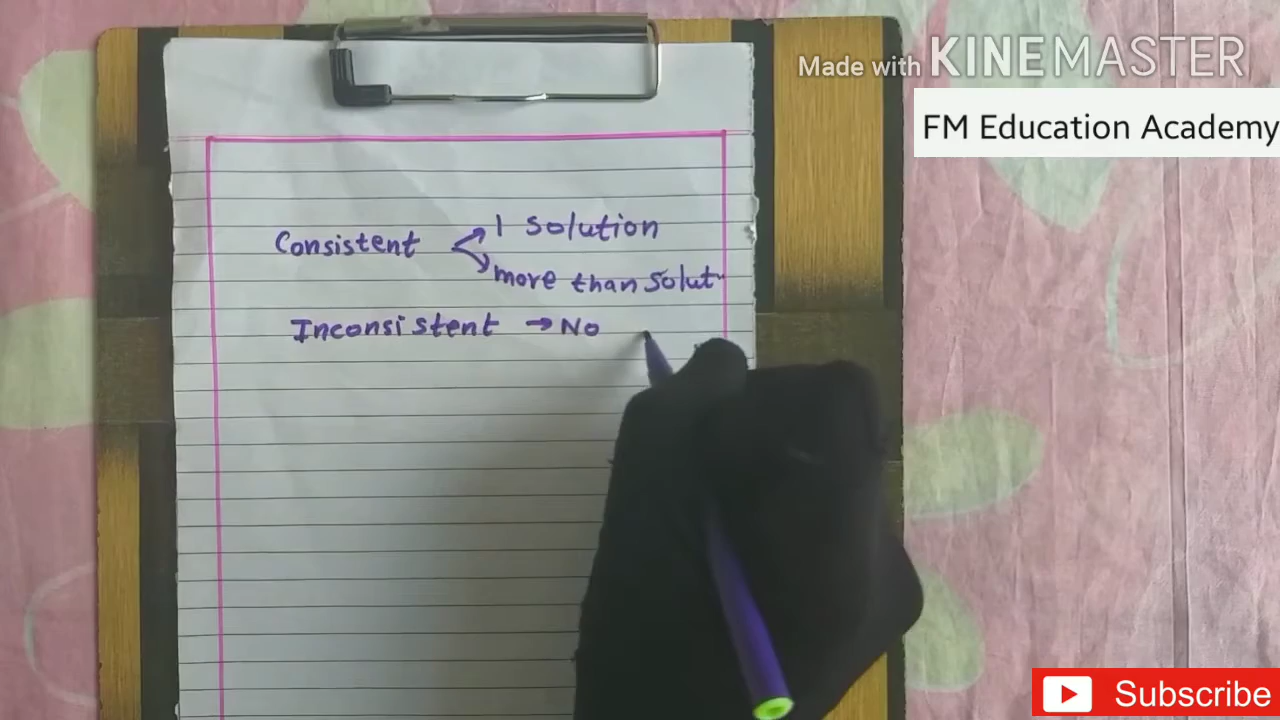 Made with KINEMASTER
FM Education Academy
1 Solution
Consistent
more than Solut
Inconsistent → No
Subscribe